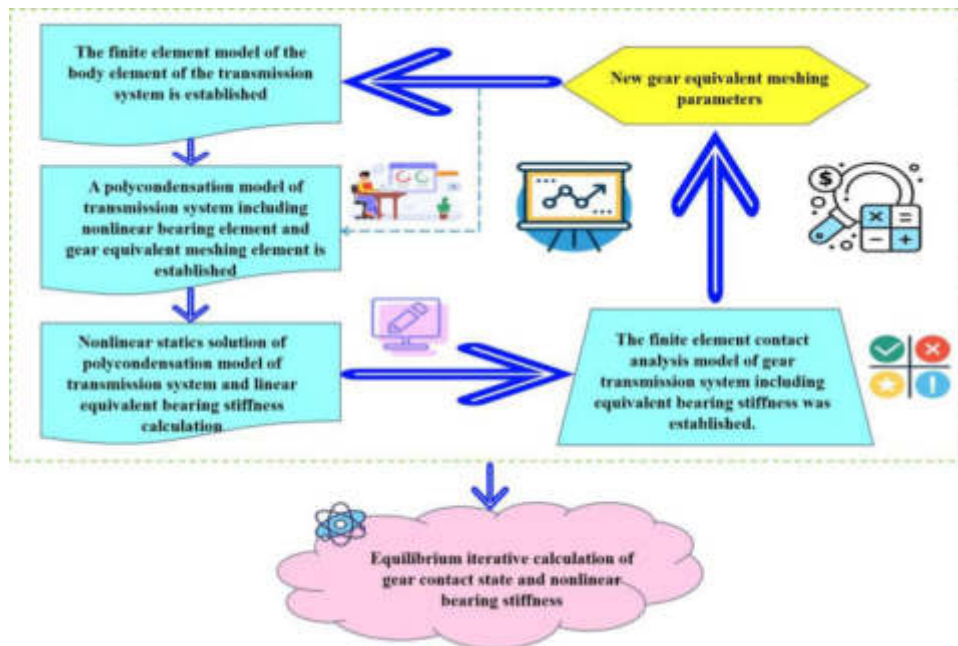 The finite element model of the
body element of the transmission
system is established
A polycondensation model of
transmission system including
nonlinear bearing element and
gear equivalent meshing element is
established
Nonlinear statics solution of
polycondensation model of
transmission system and linear
equivalent bearing stiffness
calculation
The finite element contact
analysis model of gear
transmission system including
equivalent bearing stiffness was
established.
New gear equivalent meshing
parameters
Equilibrium iterative calculation of
gear contact state and nonlinear
bearing stiffness